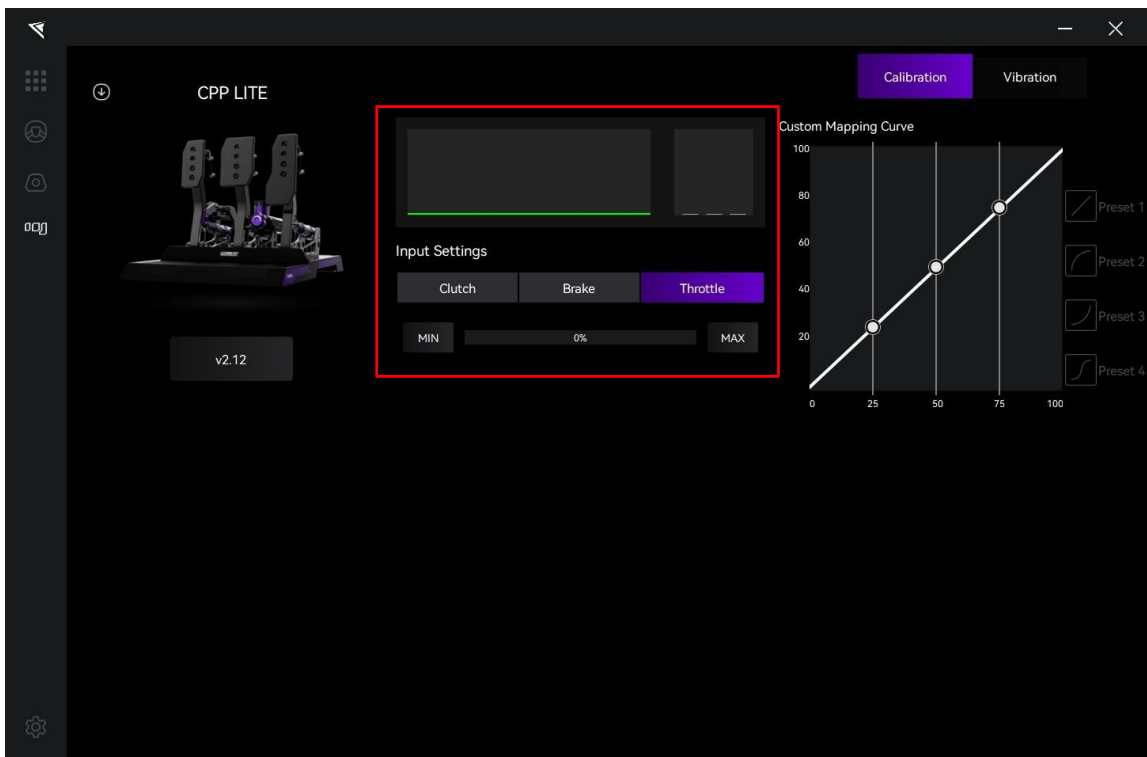 CPP LITE
v2.12
Input Settings
Clutch Brake Throttle
MIN 0% MAX
Calibration Vibration
Custom Mapping Curve
100
80
60
40
20
0 25 50 75 100
Preset 1
Preset 2
Preset 3
Preset 4